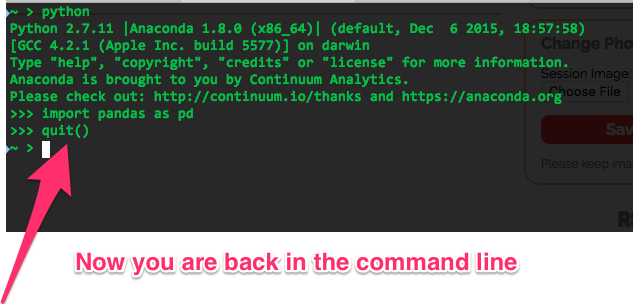 ~ > python
Python 2.7.11 |Anaconda 1.8.0 (x86_64)| (default, Dec  6 2015, 18:57:58)
[GCC 4.2.1 (Apple Inc. build 5577)] on darwin
Type "help", "copyright", "credits" or "license" for more information.
Anaconda is brought to you by Continuum Analytics.
Please check out: http://continuum.io/thanks and https://anaconda.org
>>> import pandas as pd
>>> quit()
~ >
Change Pho
Session Image:
Choose File
Sav
Please keep imag
Ra
Now you are back in the command line